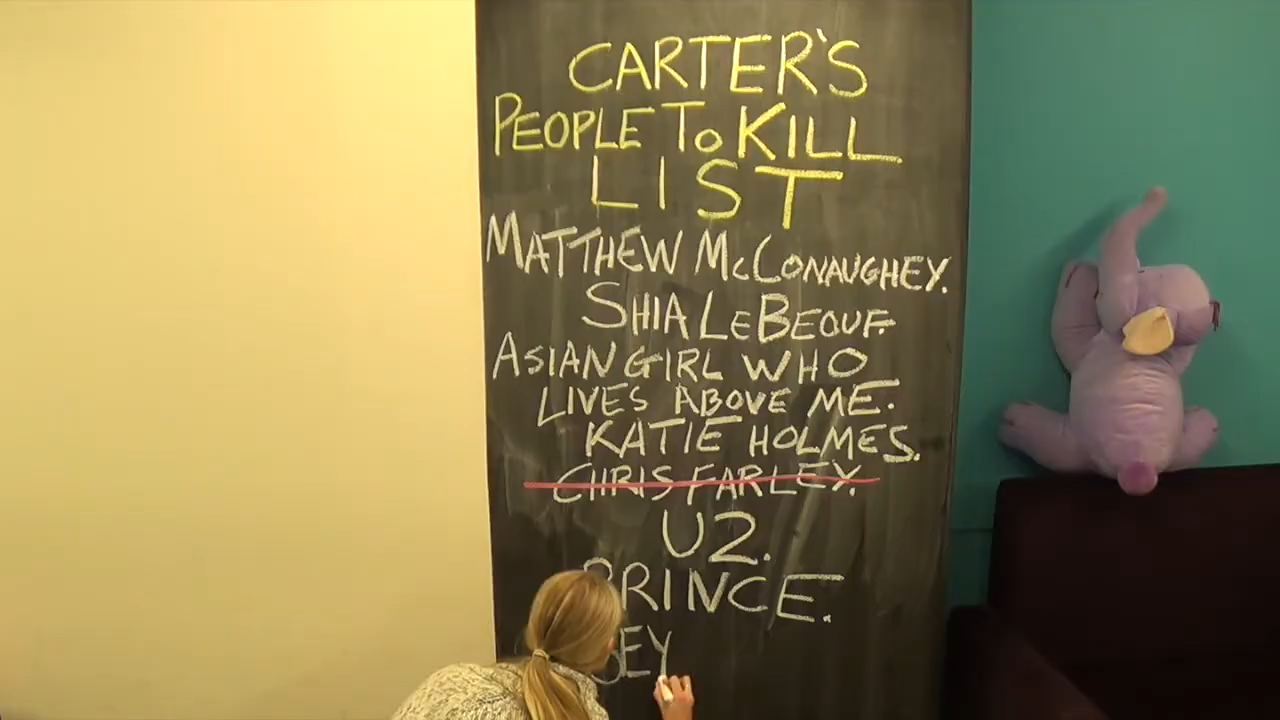 CARTER'S
PEOPLE TO KILL
LIST
MATTHEW MCCONAUGHEY.
SHIA LEBEOUF.
ASIAN GIRL WHO
LIVES ABOVE ME.
KATIE HOLMES.
CHRIS FARLEY.
U2.
PRINCE.